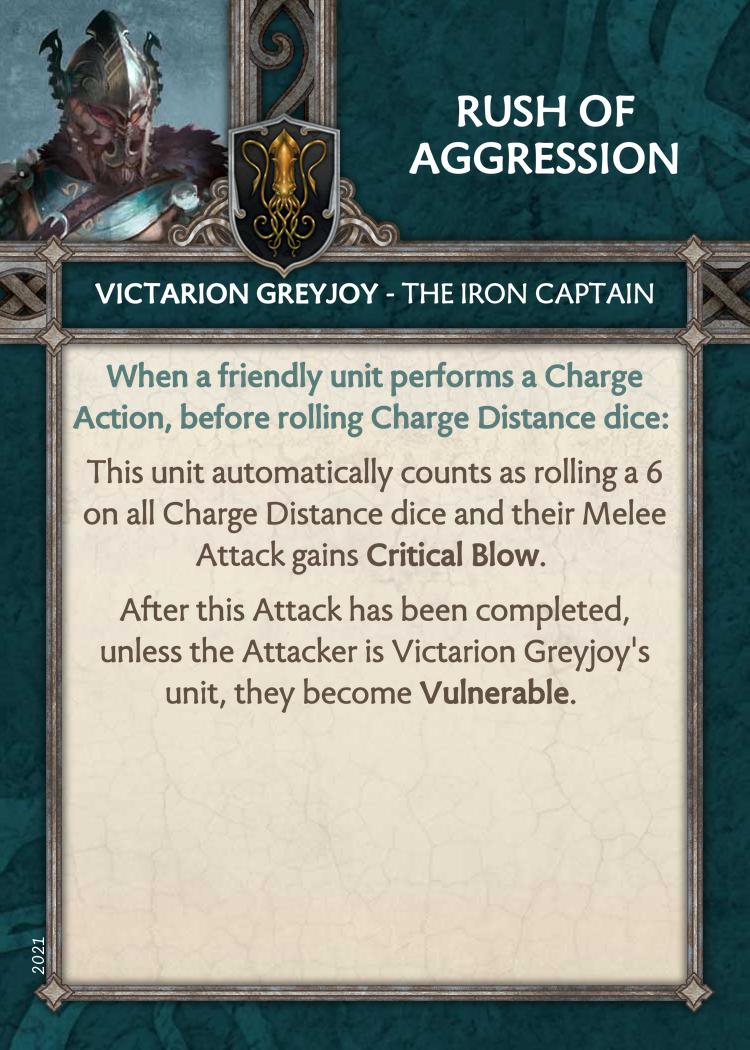 RUSH OF
AGGRESSION
VICTARION GREYJOY - THE IRON CAPTAIN
When a friendly unit performs a Charge
Action, before rolling Charge Distance dice:
This unit automatically counts as rolling a 6
on all Charge Distance dice and their Melee
Attack gains Critical Blow.
After this Attack has been completed,
unless the Attacker is Victarion Greyjoy's
unit, they become Vulnerable.
2021